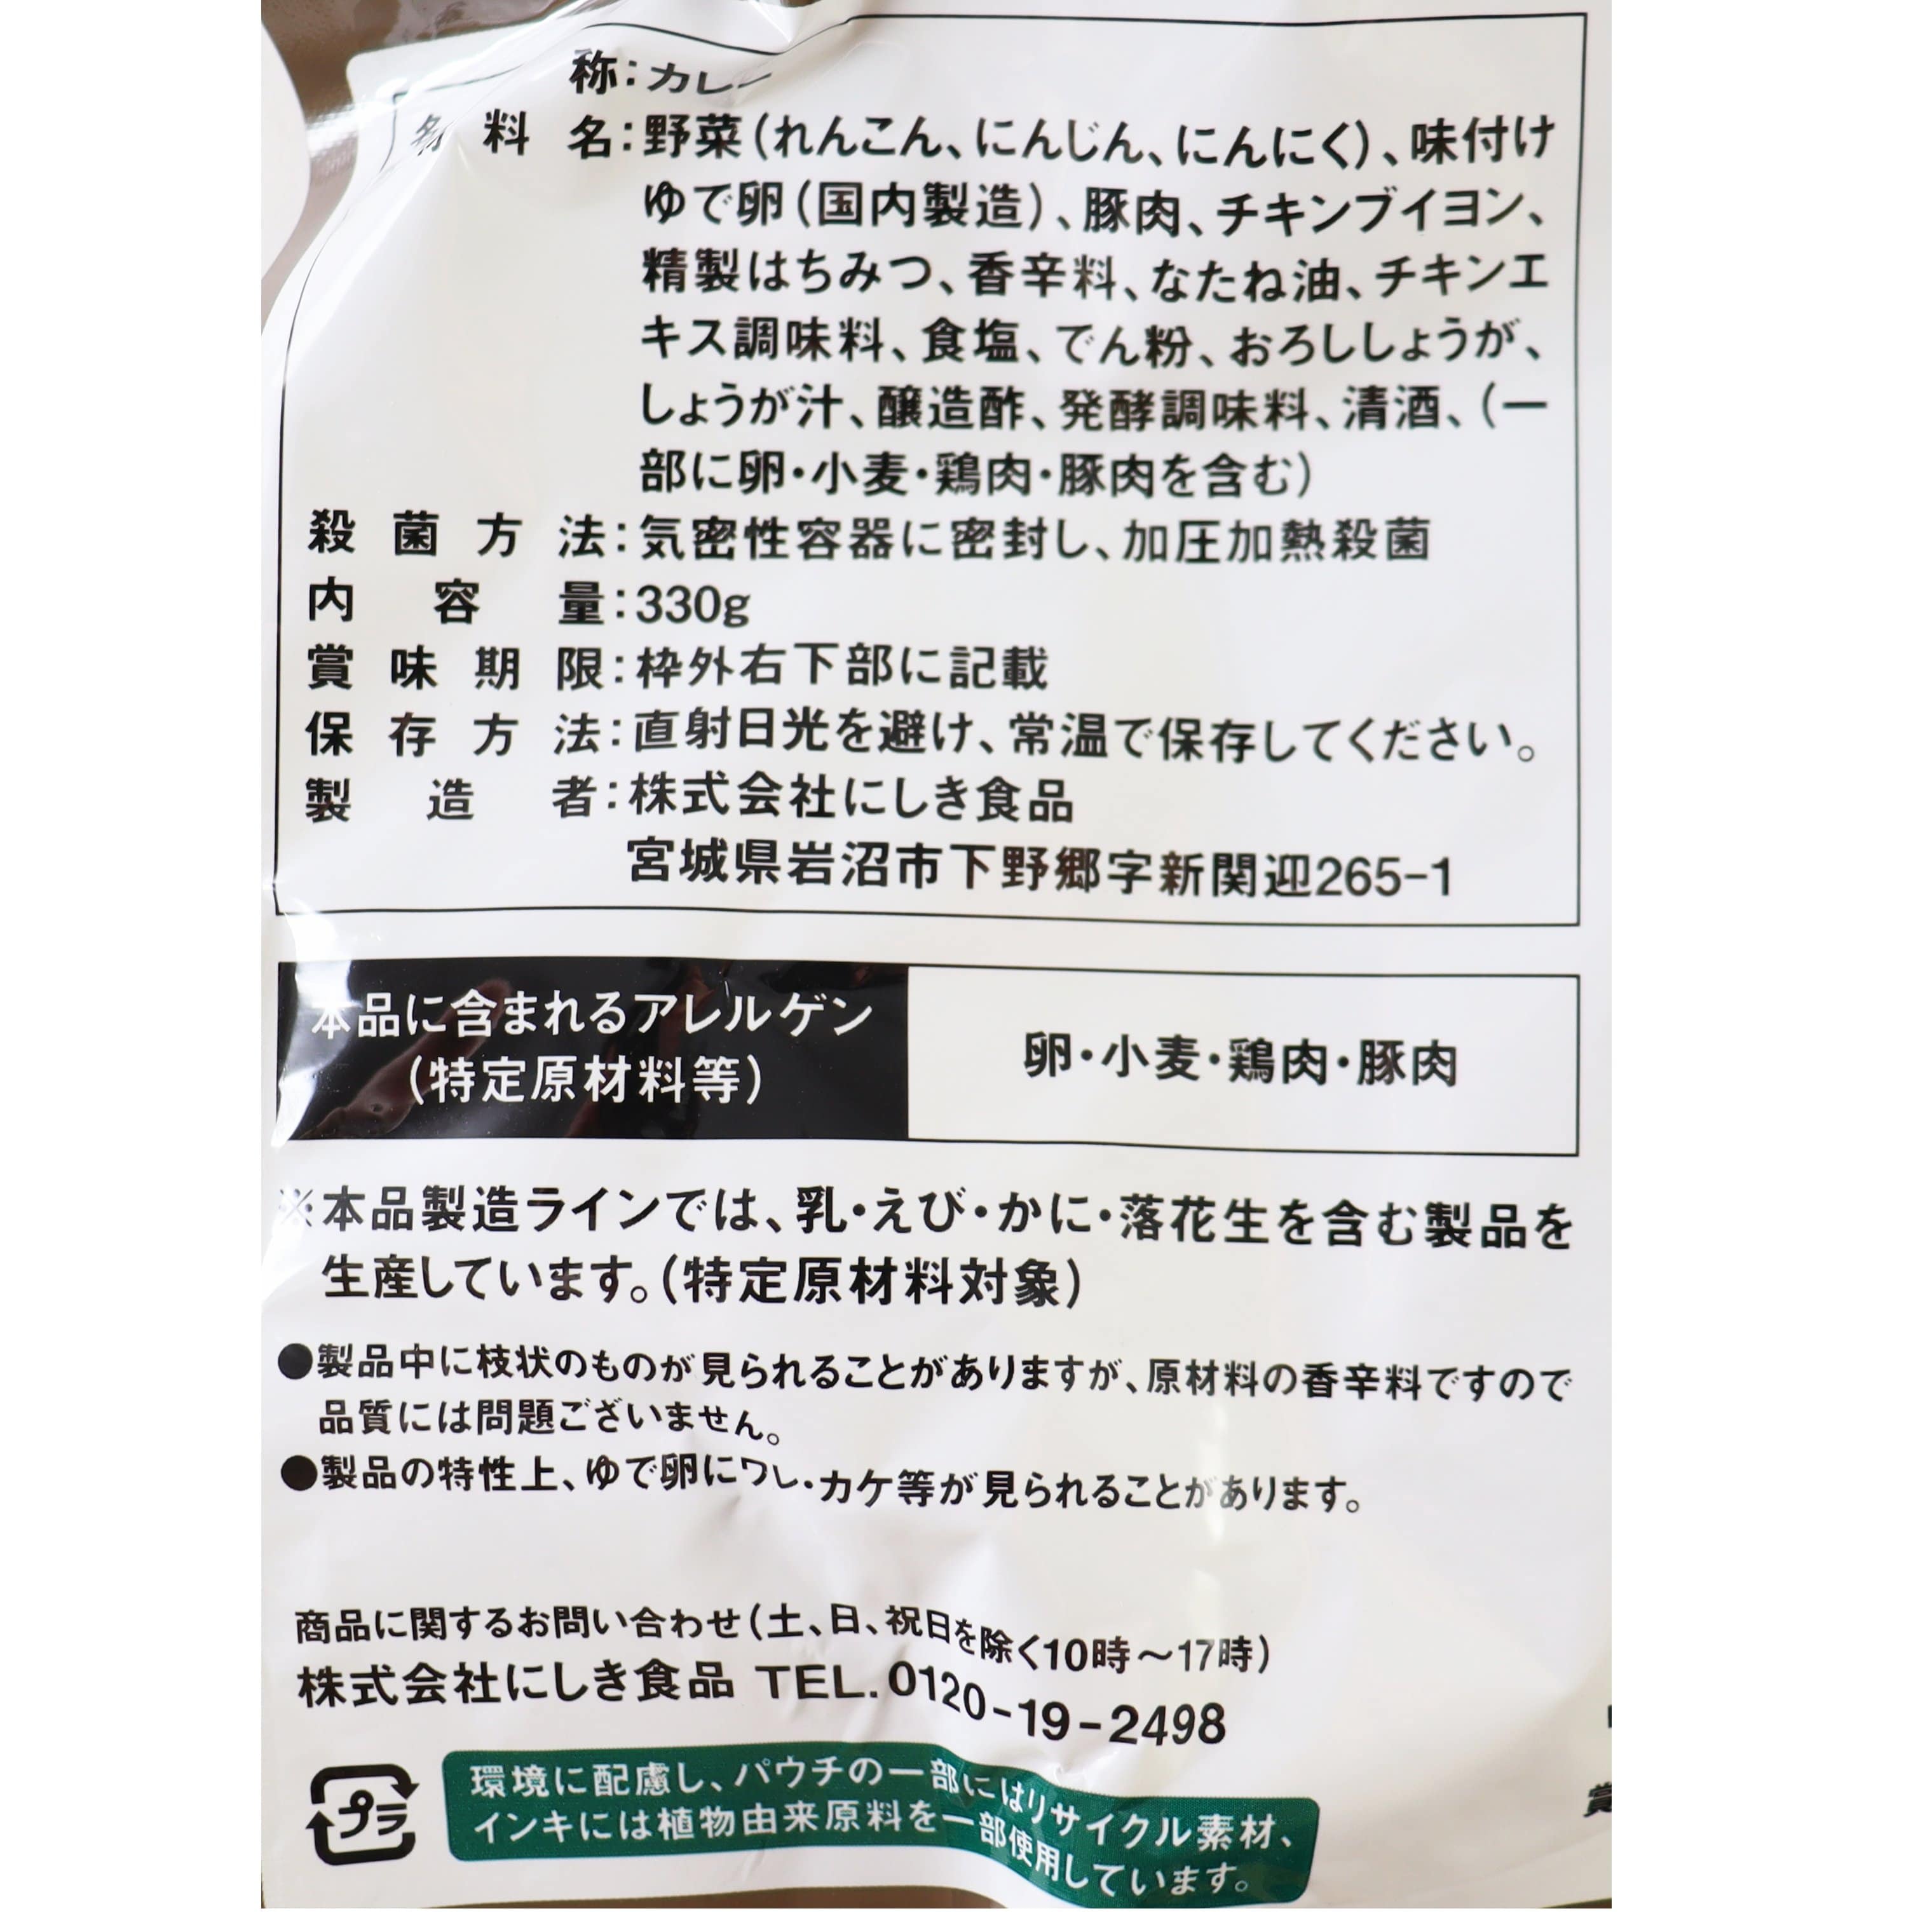 称:カレー
料名:野菜(れんこん、にんじん、にんにく)、味付け
ゆで卵(国内製造)、豚肉、チキンブイヨン、
精製はちみつ、香辛料、なたね油、チキンエ
キス調味料、食塩、でん粉、おろししょうが、
しょうが汁、醸造酢、発酵調味料、清酒、(一
部に卵・小麦・鶏肉・豚肉を含む)
殺菌方法:気密性容器に密封し、加圧加熱殺菌
内容量:330g
賞味期限:枠外右下部に記載
保存方法:直射日光を避け、常温で保存してください。
製造者:株式会社にしき食品
宮城県岩沼市下野郷字新関迎265-1
本品に含まれるアレルゲン
(特定原材料等)
卵・小麦・鶏肉・豚肉
※本品製造ラインでは、乳・えび・かに・落花生を含む製品を
生産しています。(特定原材料対象)
●製品中に枝状のものが見られることがありますが、原材料の香辛料ですので
品質には問題ございません。
●製品の特性上、ゆで卵にワレ・カケ等が見られることがあります。
商品に関するお問い合わせ(土、日、祝日を除く10時〜17時)
株式会社にしき食品 TEL.0120-19-2498
プラ
環境に配慮し、パウチの一部にはリサイクル素材、
インキには植物由来原料を一部使用しています。